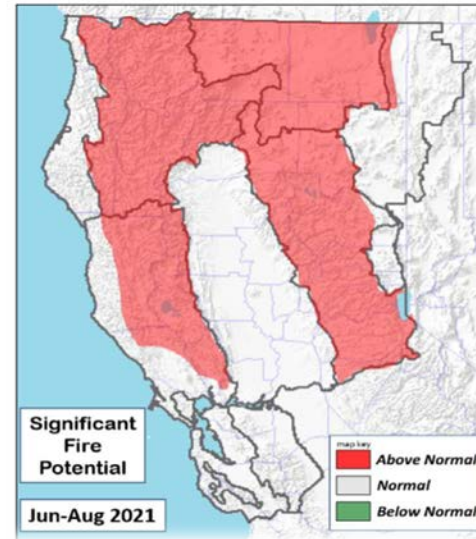 Significant
Fire
Potential
Jun-Aug 2021
map key
Above Normal
Normal
Below Normal